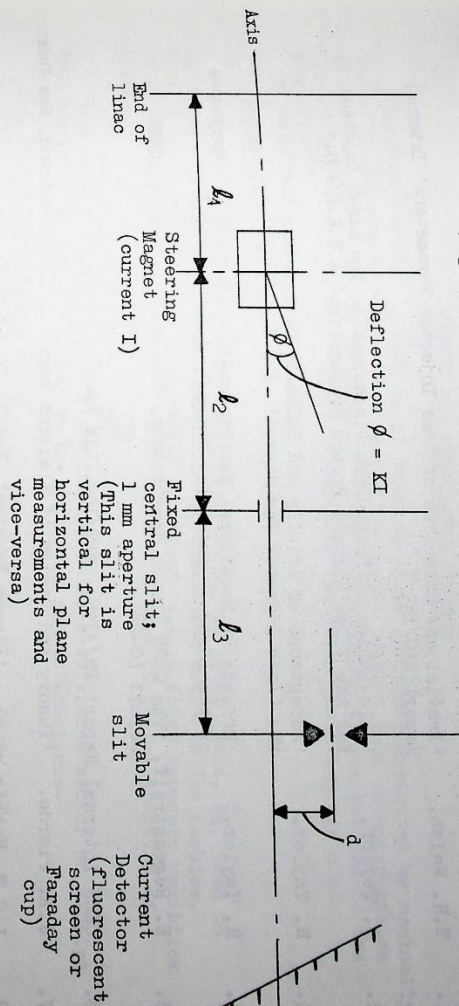 Axis
End of
linac
ℓ1
Steering
Magnet
(current I)
ø
Deflection ø = KI
ℓ2
Fixed
central slit;
1 mm aperture
(This slit is
vertical for
horizontal plane
measurements and
vice-versa)
ℓ3
Movable
slit
d
Current
Detector
(fluorescent
screen or
Faraday
cup)